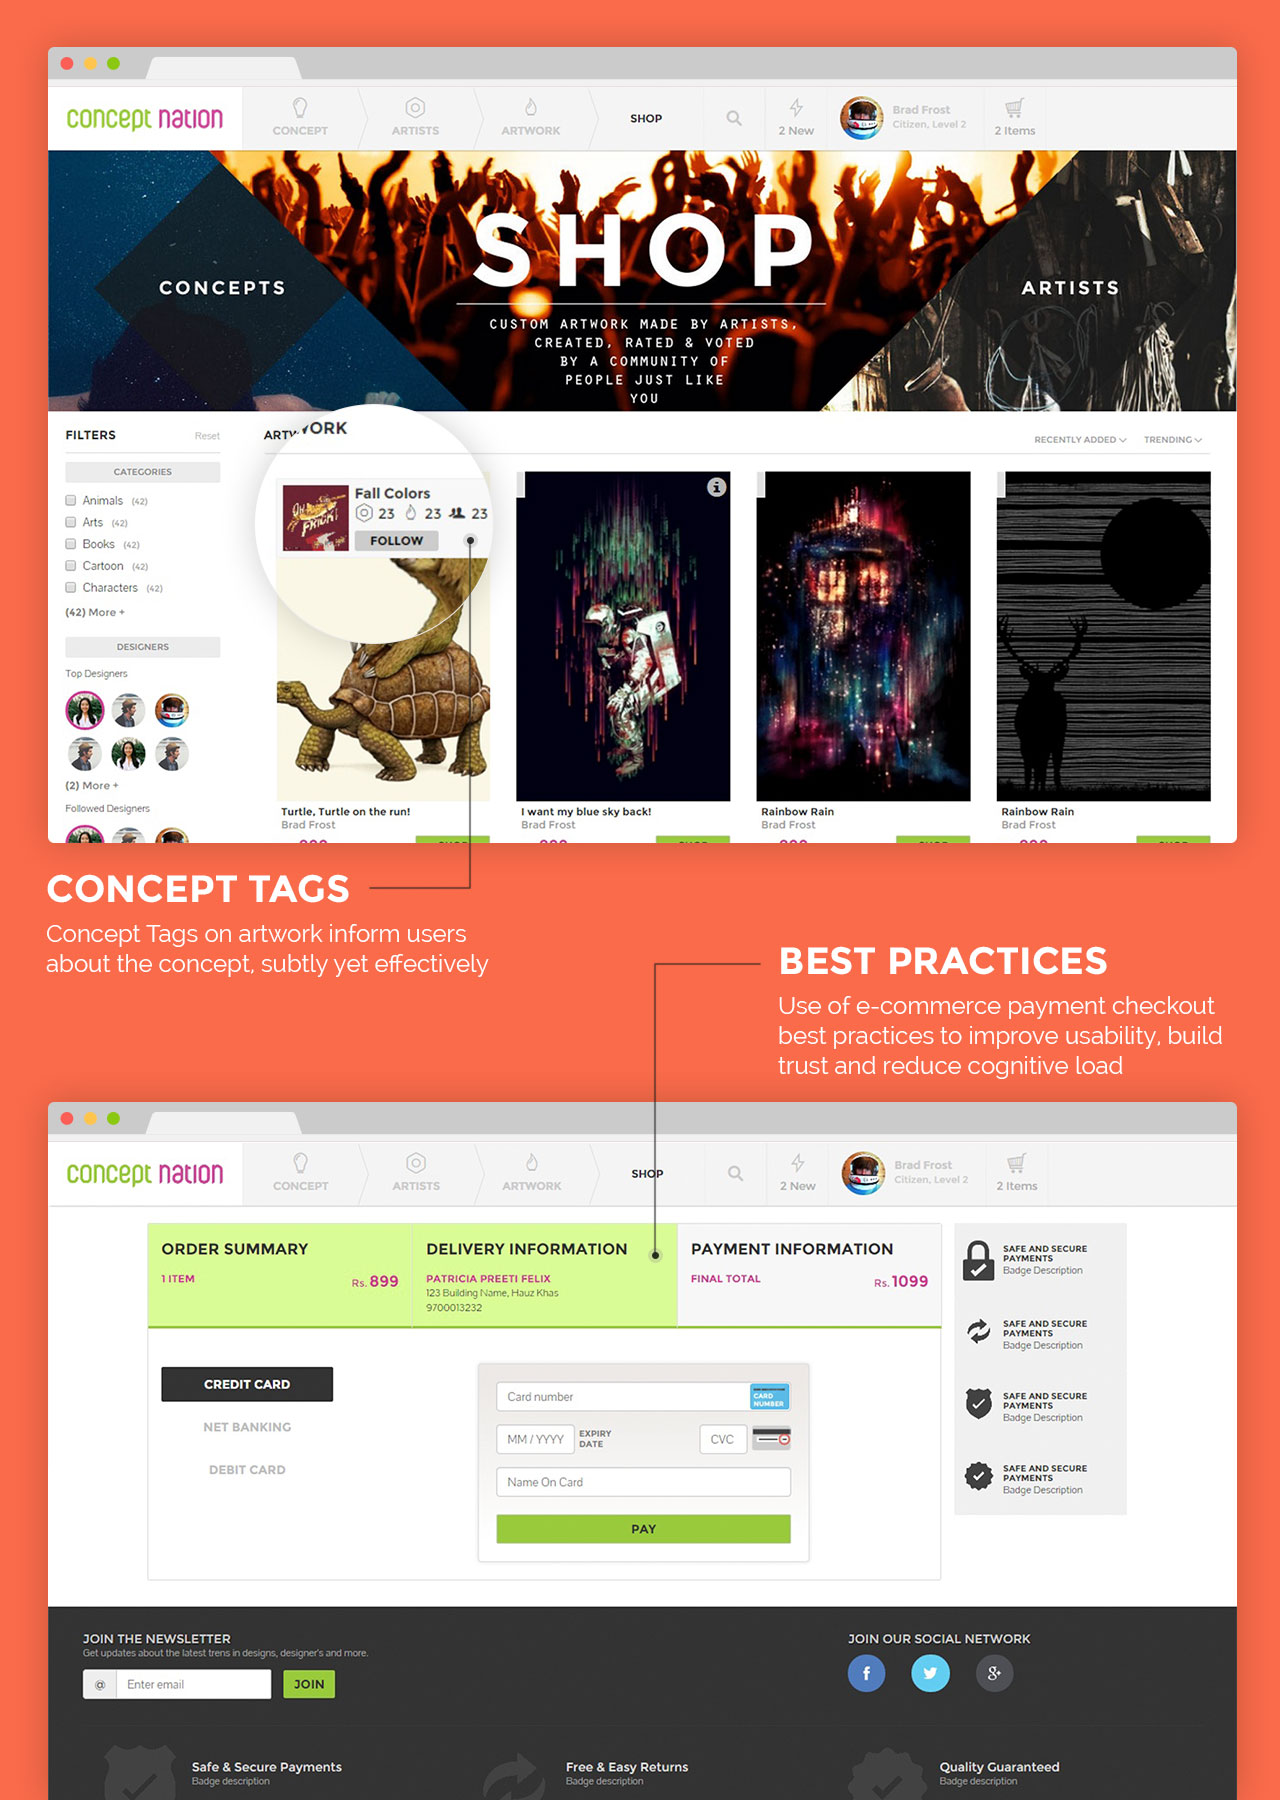 concept nation
CONCEPT
ARTISTS
ARTWORK
SHOP
2 New
Brad Frost
Citizen, Level 2
2 Items
CONCEPTS
SHOP
CUSTOM ARTWORK MADE BY ARTISTS,
CREATED, RATED & VOTED
BY A COMMUNITY OF
PEOPLE JUST LIKE
YOU
ARTISTS
FILTERS
Reset
CATEGORIES
Animals (42)
Arts (42)
Books (42)
Cartoon (42)
Characters (42)
(42) More +
DESIGNERS
Top Designers
(2) More +
Followed Designers
RECENTLY ADDED
TRENDING
Fall Colors
23 23 23
FOLLOW
Turtle, Turtle on the run!
Brad Frost
I want my blue sky back!
Brad Frost
Rainbow Rain
Brad Frost
Rainbow Rain
Brad Frost
CONCEPT TAGS
Concept Tags on artwork inform users
about the concept, subtly yet effectively
BEST PRACTICES
Use of e-commerce payment checkout
best practices to improve usability, build
trust and reduce cognitive load
concept nation
CONCEPT
ARTISTS
ARTWORK
SHOP
2 New
Brad Frost
Citizen, Level 2
2 Items
ORDER SUMMARY
1 ITEM
Rs. 899
DELIVERY INFORMATION
PATRICIA PREETI FELIX
123 Building Name, Hauz Khas
9700013232
PAYMENT INFORMATION
FINAL TOTAL
Rs. 1099
SAFE AND SECURE
PAYMENTS
Badge Description
SAFE AND SECURE
PAYMENTS
Badge Description
SAFE AND SECURE
PAYMENTS
Badge Description
SAFE AND SECURE
PAYMENTS
Badge Description
CREDIT CARD
NET BANKING
DEBIT CARD
Card number
CARD
NUMBER
MM / YYYY
EXPIRY
DATE
CVC
Name On Card
PAY
JOIN THE NEWSLETTER
Get updates about the latest trens in designs, designer's and more.
@ Enter email
JOIN
JOIN OUR SOCIAL NETWORK
Safe & Secure Payments
Badge description
Free & Easy Returns
Badge description
Quality Guaranteed
Badge description